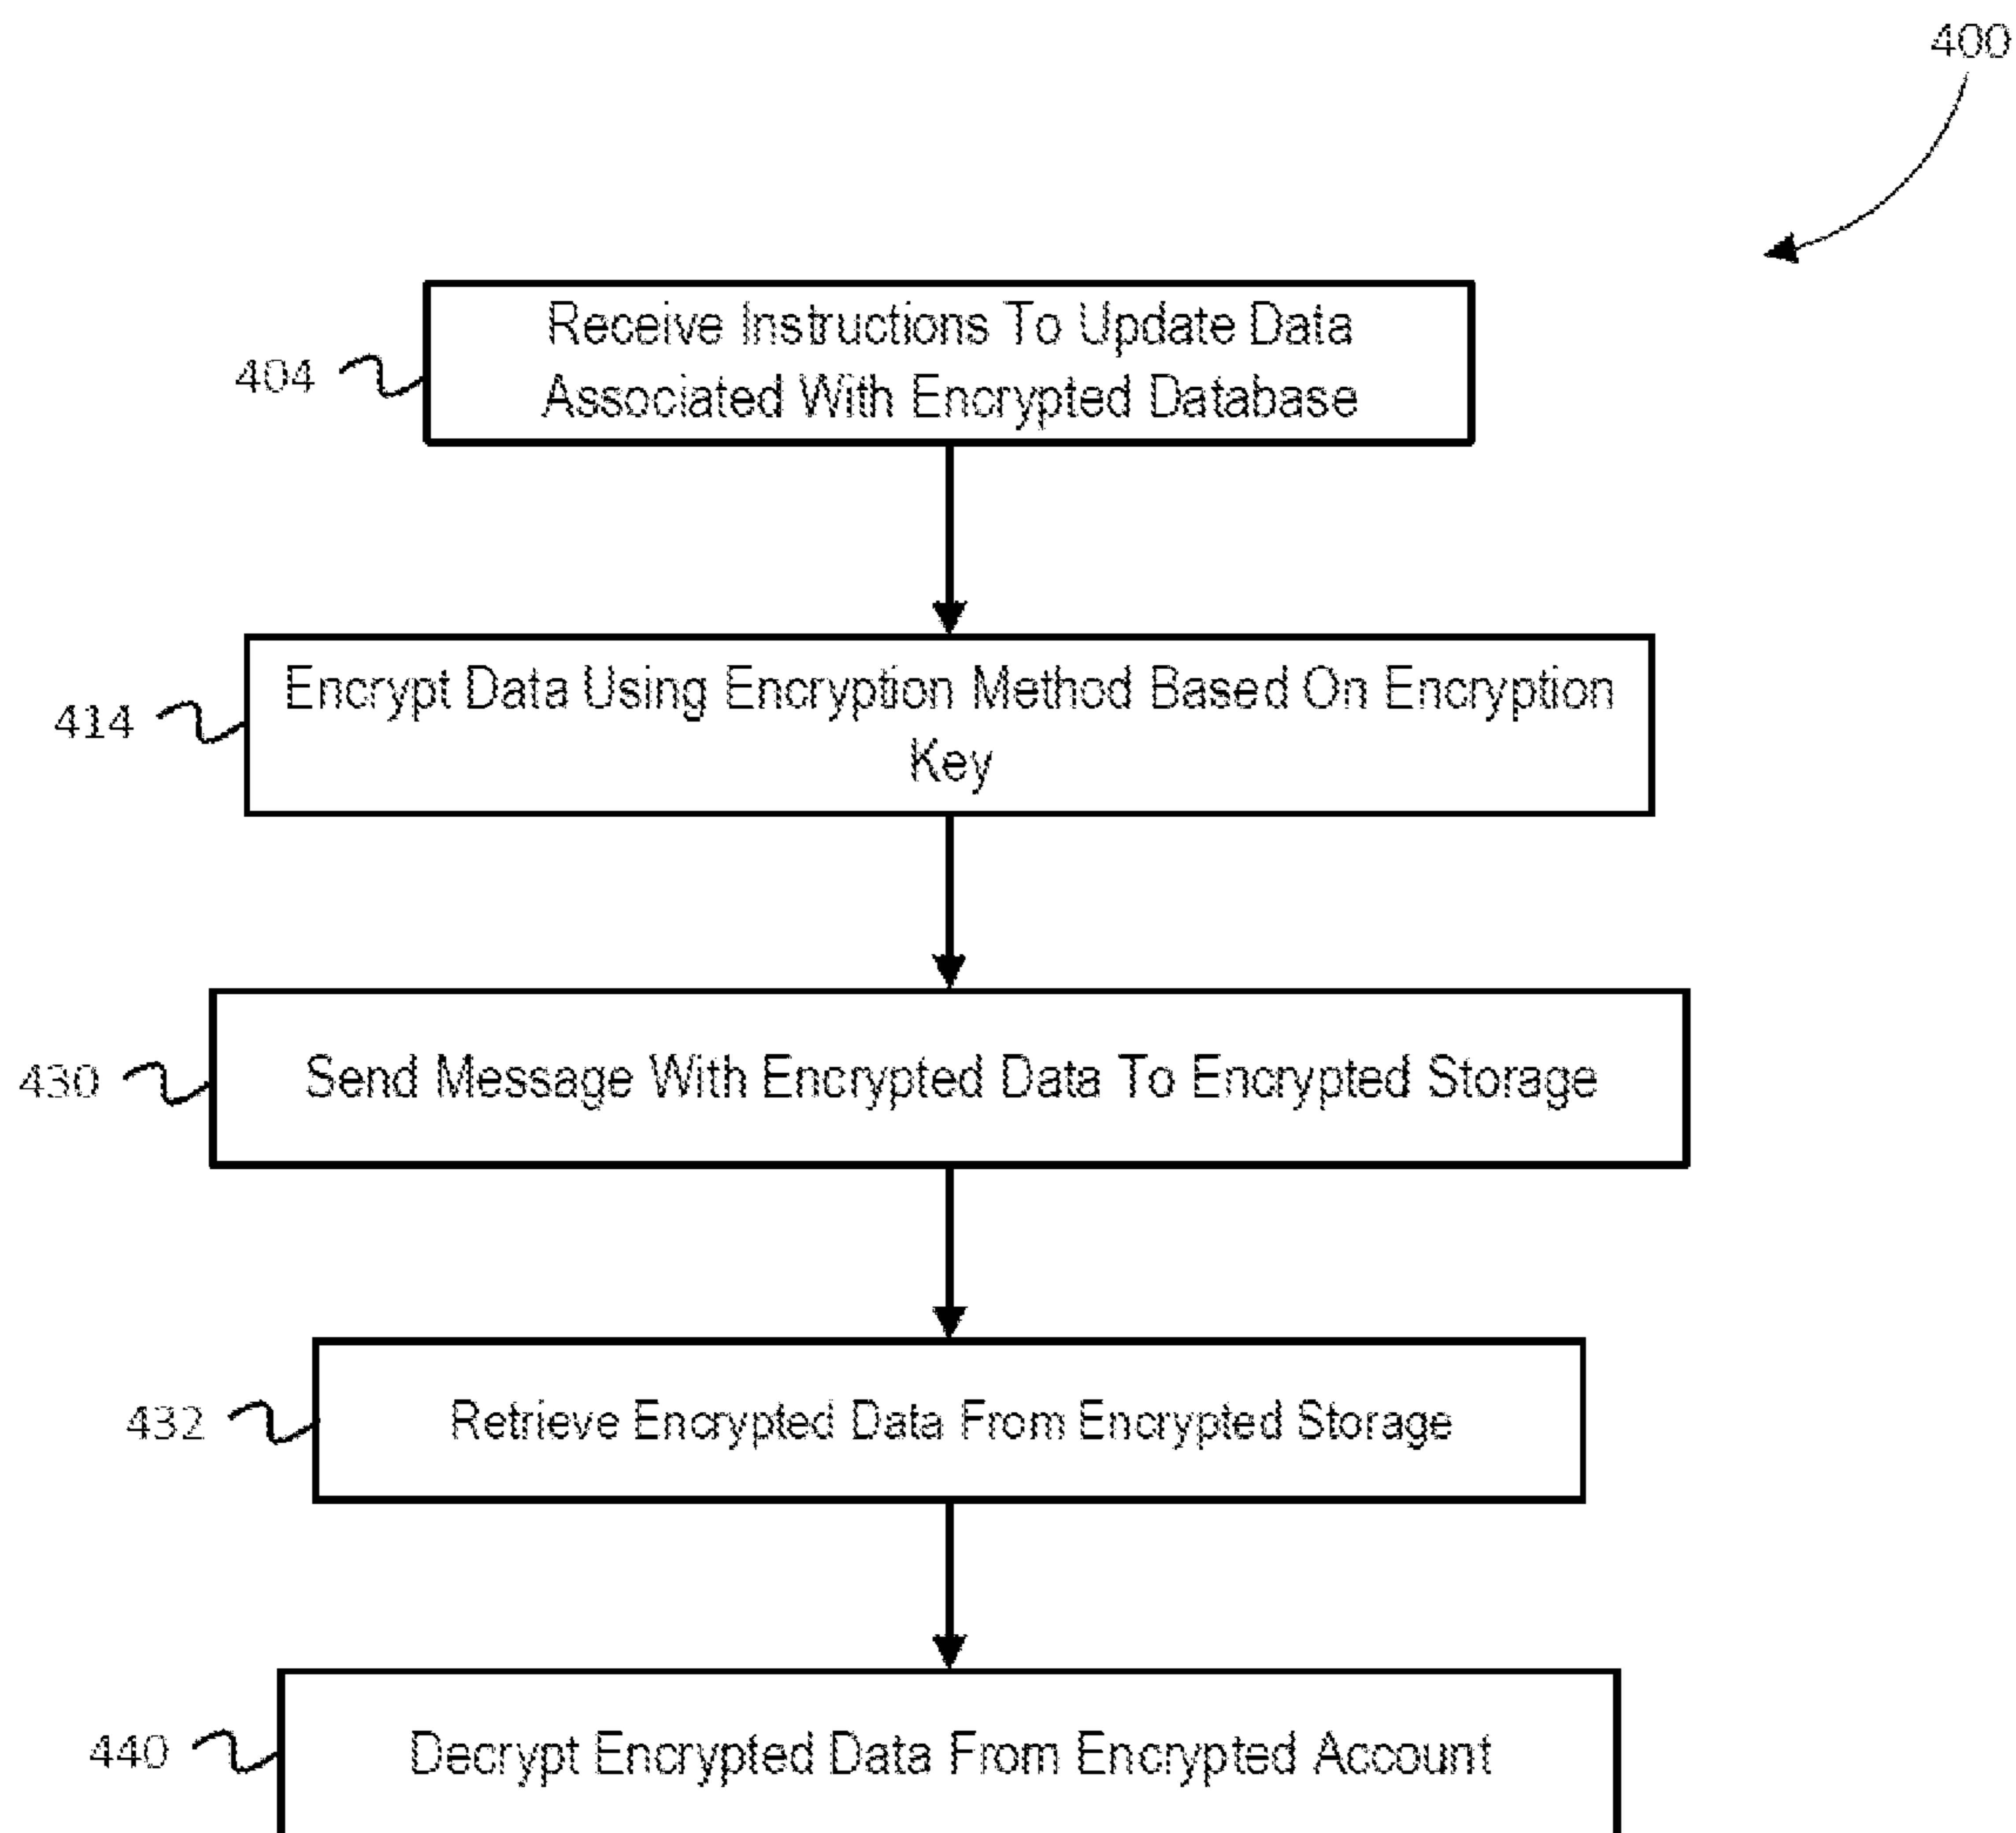 400
Receive Instructions To Update Data
Associated With Encrypted Database
404
Encrypt Data Using Encryption Method Based On Encryption
Key
414
Send Message With Encrypted Data To Encrypted Storage
430
Retrieve Encrypted Data From Encrypted Storage
432
Decrypt Encrypted Data From Encrypted Account
440